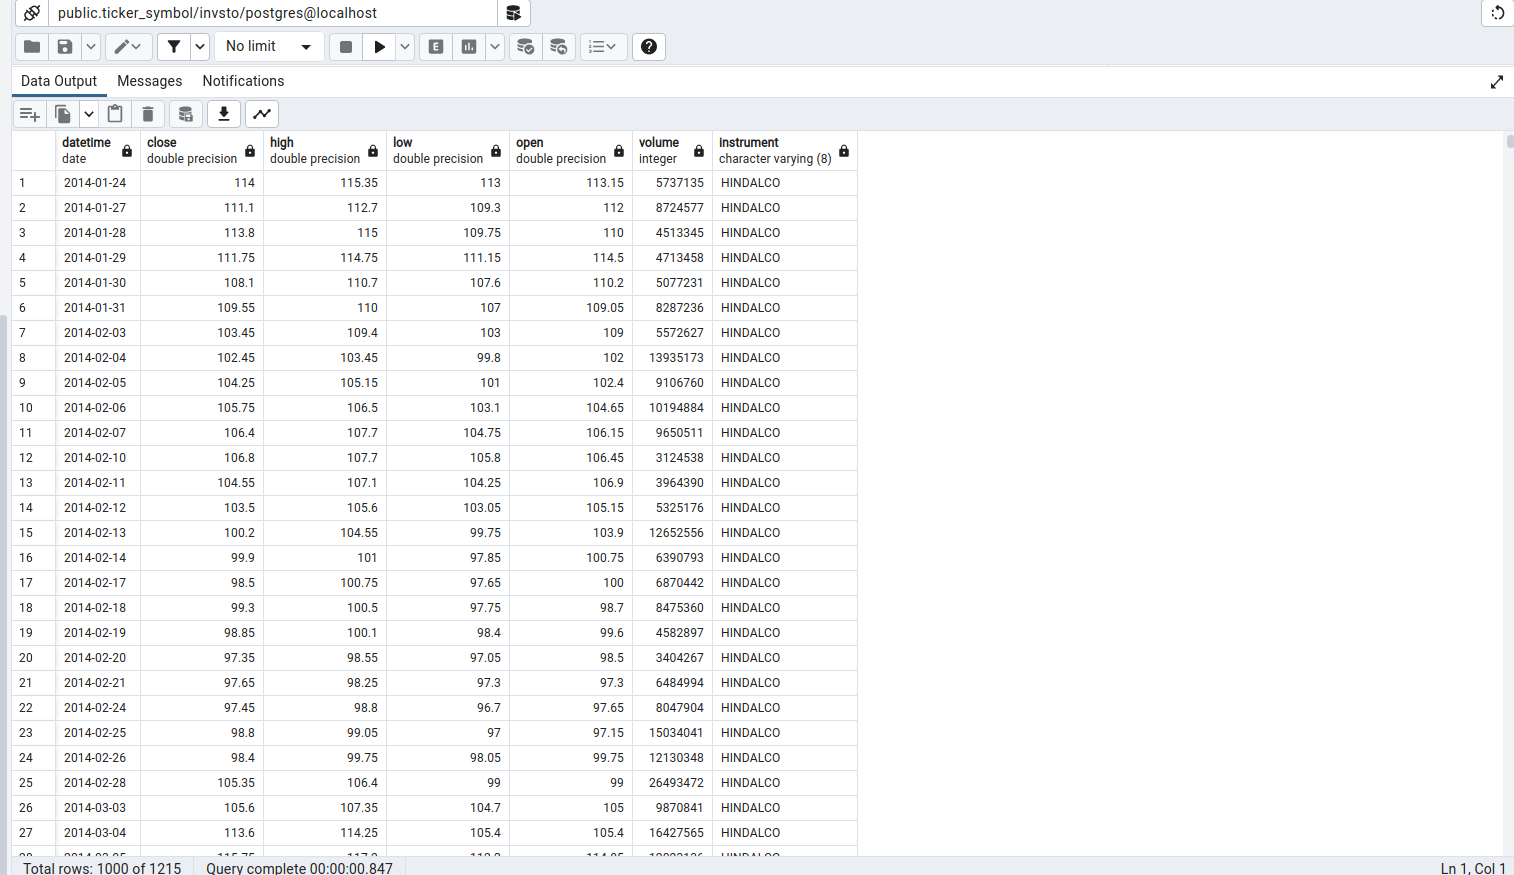 public.ticker_symbol/invsto/postgres@localhost
No limit
E
Data Output Messages Notifications
datetime close high low open volume instrument
date double precision double precision double precision double precision integer character varying (8)
1 2014-01-24 114 115.35 113 113.15 5737135 HINDALCO
2 2014-01-27 111.1 112.7 109.3 112 8724577 HINDALCO
3 2014-01-28 113.8 115 109.75 110 4513345 HINDALCO
4 2014-01-29 111.75 114.75 111.15 114.5 4713458 HINDALCO
5 2014-01-30 108.1 110.7 107.6 110.2 5077231 HINDALCO
6 2014-01-31 109.55 110 107 109.05 8287236 HINDALCO
7 2014-02-03 103.45 109.4 103 109 5572627 HINDALCO
8 2014-02-04 102.45 103.45 99.8 102 13935173 HINDALCO
9 2014-02-05 104.25 105.15 101 102.4 9106760 HINDALCO
10 2014-02-06 105.75 106.5 103.1 104.65 10194884 HINDALCO
11 2014-02-07 106.4 107.7 104.75 106.15 9650511 HINDALCO
12 2014-02-10 106.8 107.7 105.8 106.45 3124538 HINDALCO
13 2014-02-11 104.55 107.1 104.25 106.9 3964390 HINDALCO
14 2014-02-12 103.5 105.6 103.05 105.15 5325176 HINDALCO
15 2014-02-13 100.2 104.55 99.75 103.9 12652556 HINDALCO
16 2014-02-14 99.9 101 97.85 100.75 6390793 HINDALCO
17 2014-02-17 98.5 100.75 97.65 100 6870442 HINDALCO
18 2014-02-18 99.3 100.5 97.75 98.7 8475360 HINDALCO
19 2014-02-19 98.85 100.1 98.4 99.6 4582897 HINDALCO
20 2014-02-20 97.35 98.55 97.05 98.5 3404267 HINDALCO
21 2014-02-21 97.65 98.25 97.3 97.3 6484994 HINDALCO
22 2014-02-24 97.45 98.8 96.7 97.65 8047904 HINDALCO
23 2014-02-25 98.8 99.05 97 97.15 15034041 HINDALCO
24 2014-02-26 98.4 99.75 98.05 99.75 12130348 HINDALCO
25 2014-02-28 105.35 106.4 99 99 26493472 HINDALCO
26 2014-03-03 105.6 107.35 104.7 105 9870841 HINDALCO
27 2014-03-04 113.6 114.25 105.4 105.4 16427565 HINDALCO
Total rows: 1000 of 1215 Query complete 00:00:00.847 Ln 1, Col 1